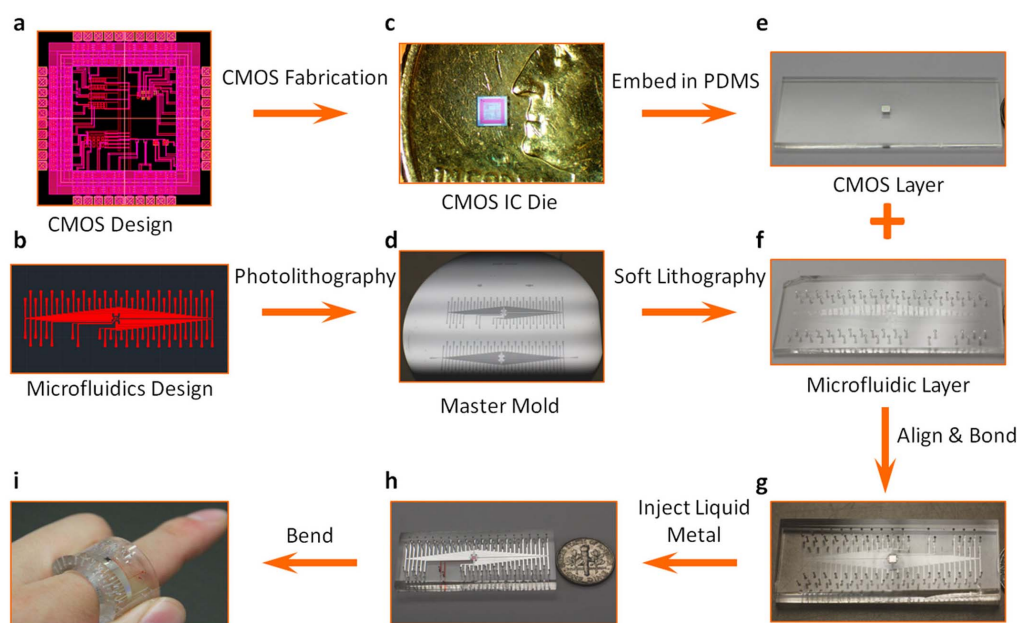 a
c
e
CMOS Fabrication
Embed in PDMS
CMOS Design
CMOS IC Die
CMOS Layer
b
d
f
Photolithography
Soft Lithography
Microfluidics Design
Master Mold
Microfluidic Layer
Align & Bond
i
h
g
Bend
Inject Liquid
Metal